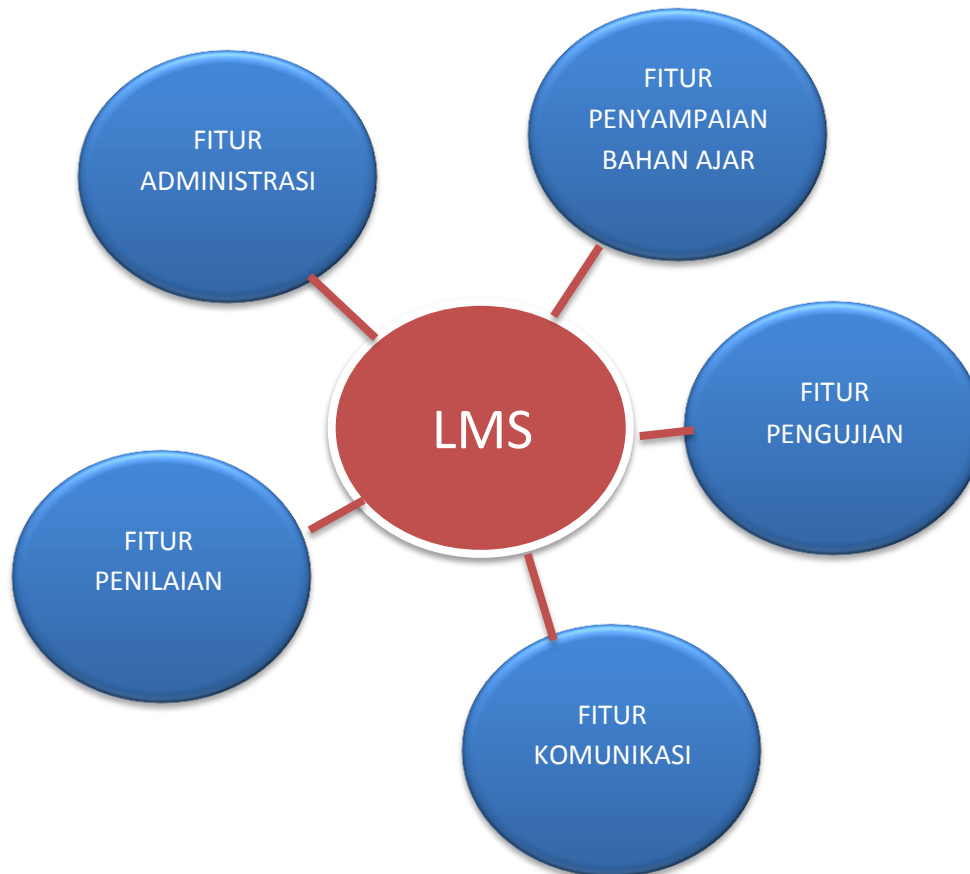 FITUR
PENYAMPAIAN
BAHAN AJAR
FITUR
ADMINISTRASI
LMS
FITUR
PENGUJIAN
FITUR
PENILAIAN
FITUR
KOMUNIKASI